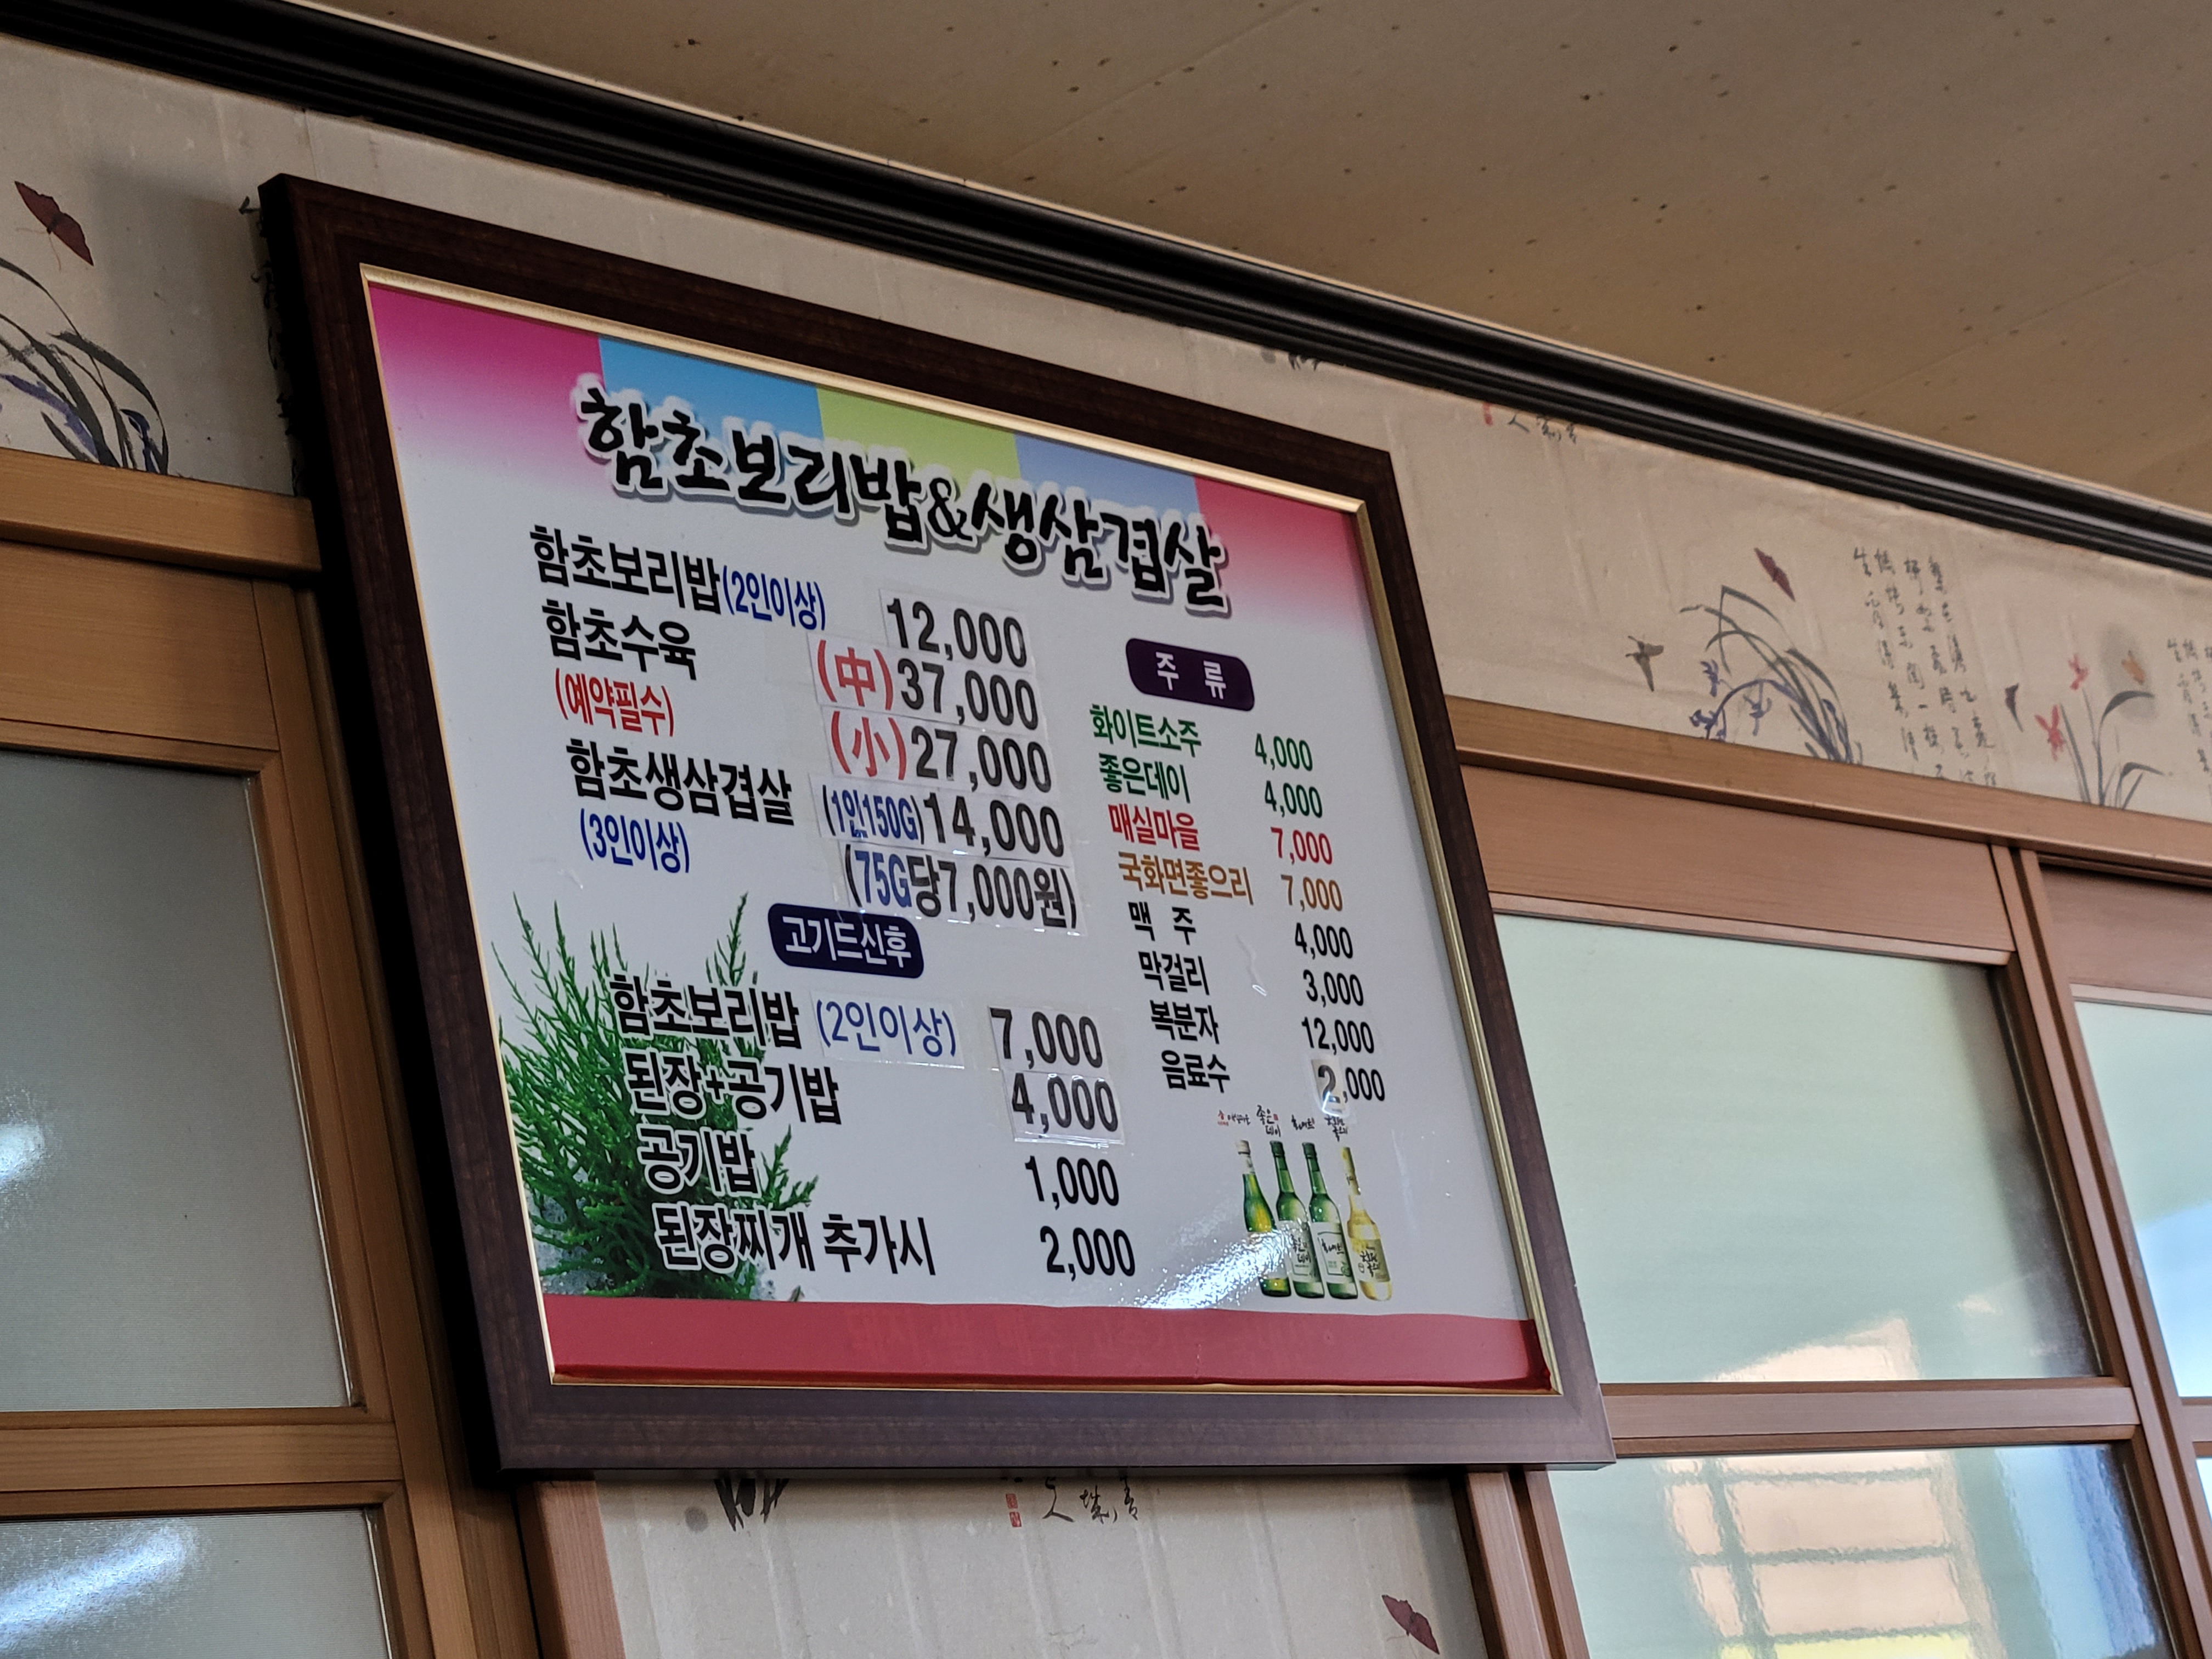 함초보리밥&생삼겹살
함초보리밥(2인이상) 12,000
함초수육 (中)37,000
(예약필수) (小)27,000
함초생삼겹살 (1인150G)14,000
(3인이상) (75G당7,000원)
고기드신후
함초보리밥 (2인이상) 7,000
된장+공기밥 4,000
공기밥 1,000
된장찌개 추가시 2,000
주 류
화이트소주 4,000
좋은데이 4,000
매실마을 7,000
국화면좋으리 7,000
맥 주 4,000
막걸리 3,000
복분자 12,000
음료수 2,000
좋은데이